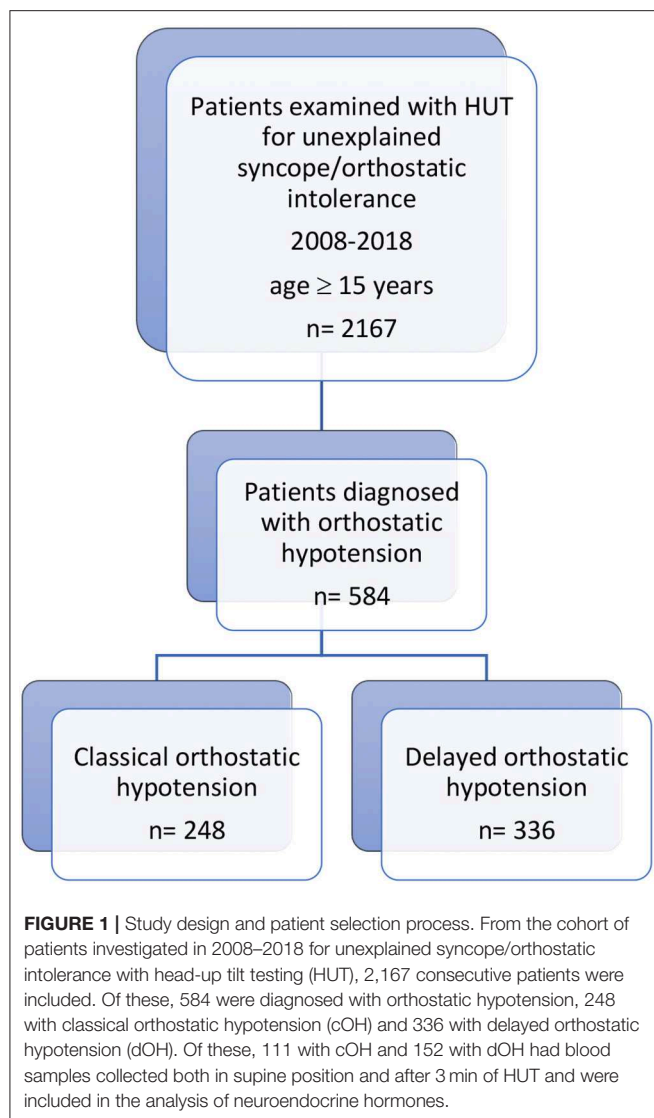 Patients examined with HUT
for unexplained
syncope/orthostatic
intolerance
2008-2018
age ≥ 15 years
n= 2167
Patients diagnosed
with orthostatic
hypotension
n= 584
Classical orthostatic
hypotension
n= 248
Delayed orthostatic
hypotension
n= 336
FIGURE 1 | Study design and patient selection process. From the cohort of
patients investigated in 2008–2018 for unexplained syncope/orthostatic
intolerance with head-up tilt testing (HUT), 2,167 consecutive patients were
included. Of these, 584 were diagnosed with orthostatic hypotension, 248
with classical orthostatic hypotension (cOH) and 336 with delayed orthostatic
hypotension (dOH). Of these, 111 with cOH and 152 with dOH had blood
samples collected both in supine position and after 3 min of HUT and were
included in the analysis of neuroendocrine hormones.